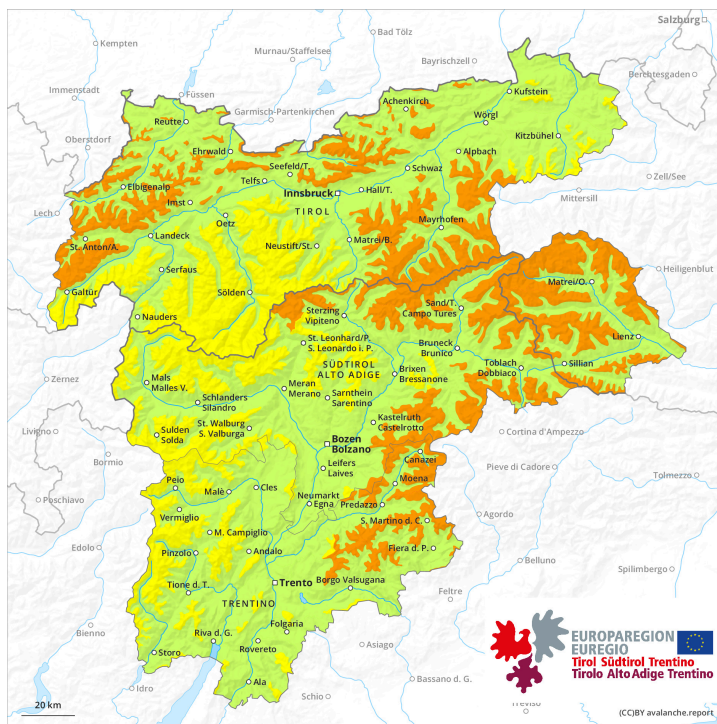 Salzburg
Bad Tölz
Kempten
Murnau/Staffelsee
Bayrischzell
Berchtesgaden
Immenstadt
Füssen
Garmisch-Partenkirchen
Achenkirch
Kufstein
Reutte
Wörgl
Oberstdorf
Ehrwald
Kitzbühel
Seefeld/T.
Alpbach
Telfs
Schwaz
Zell/See
Elbigenalp
Innsbruck
Hall/T.
Mittersill
Imst
TIROL
Lech
Oetz
Mayrhofen
St. Anton/A.
Landeck
Neustift/St.
Matrei/B.
Heiligenblut
Serfaus
Matrei/O.
Galtür
Sölden
Nauders
Sterzing
Vipiteno
Sand/T.
Campo Tures
Lienz
St. Leonhard/P.
S. Leonardo i. P.
Bruneck
Brunico
Sillian
Toblach
Dobbiaco
SÜDTIROL
ALTO ADIGE
Brixen
Bressanone
Zernez
Mals
Malles V.
Meran
Merano
Sarnthein
Sarentino
Schlanders
Silandro
Kastelruth
Castelrotto
St. Walburg
S. Valburga
Livigno
Sulden
Solda
Cortina d'Ampezzo
Bozen
Bolzano
Bormio
Canazei
Pieve di Cadore
Leifers
Laives
Tolmezzo
Peio
Moena
Malè
Cles
Neumarkt
Egna
Poschiavo
Predazzo
Vermiglio
Agordo
S. Martino d. C.
M. Campiglio
Edolo
Pinzolo
Andalo
Fiera d. P.
Belluno
Spilimbergo
Trento
Borgo Valsugana
Tione d. T.
Feltre
TRENTINO
Folgaria
Bienno
Riva d. G.
Rovereto
Asiago
Storo
Ala
Idro
Schio
Bassano d. G.
Treviso
EUROPAREGION
EUREGIO
Tirol Südtirol Trentino
Tirolo Alto Adige Trentino
20 km
(CC)BY avalanche.report